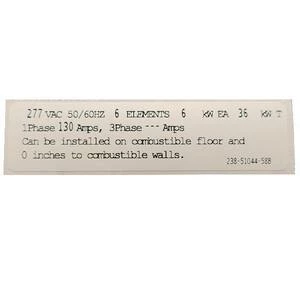 277 VAC 50/60HZ 6 ELEMENTS 6 kW EA 36 kW T
1Phase 130 Amps, 3Phase --- Amps
Can be installed on combustible floor and
0 inches to combustible walls.
238-51044-58B